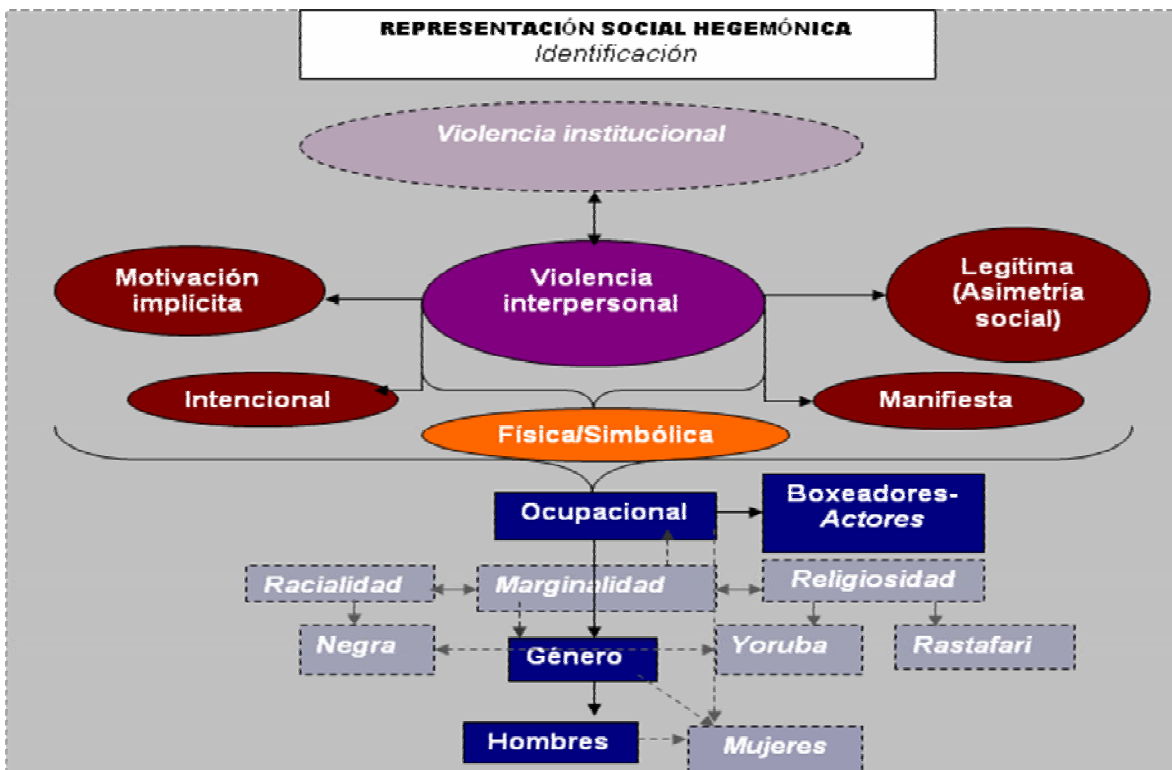 REPRESENTACIÓN SOCIAL HEGEMÓNICA
Identificación
Violencia institucional
Motivación
implícita
Violencia
interpersonal
Legítima
(Asimetría
social)
Intencional
Manifiesta
Física/Simbólica
Ocupacional
Boxeadores-
Actores
Racialidad
Marginalidad
Religiosidad
Negra
Género
Yoruba
Rastafari
Hombres
Mujeres